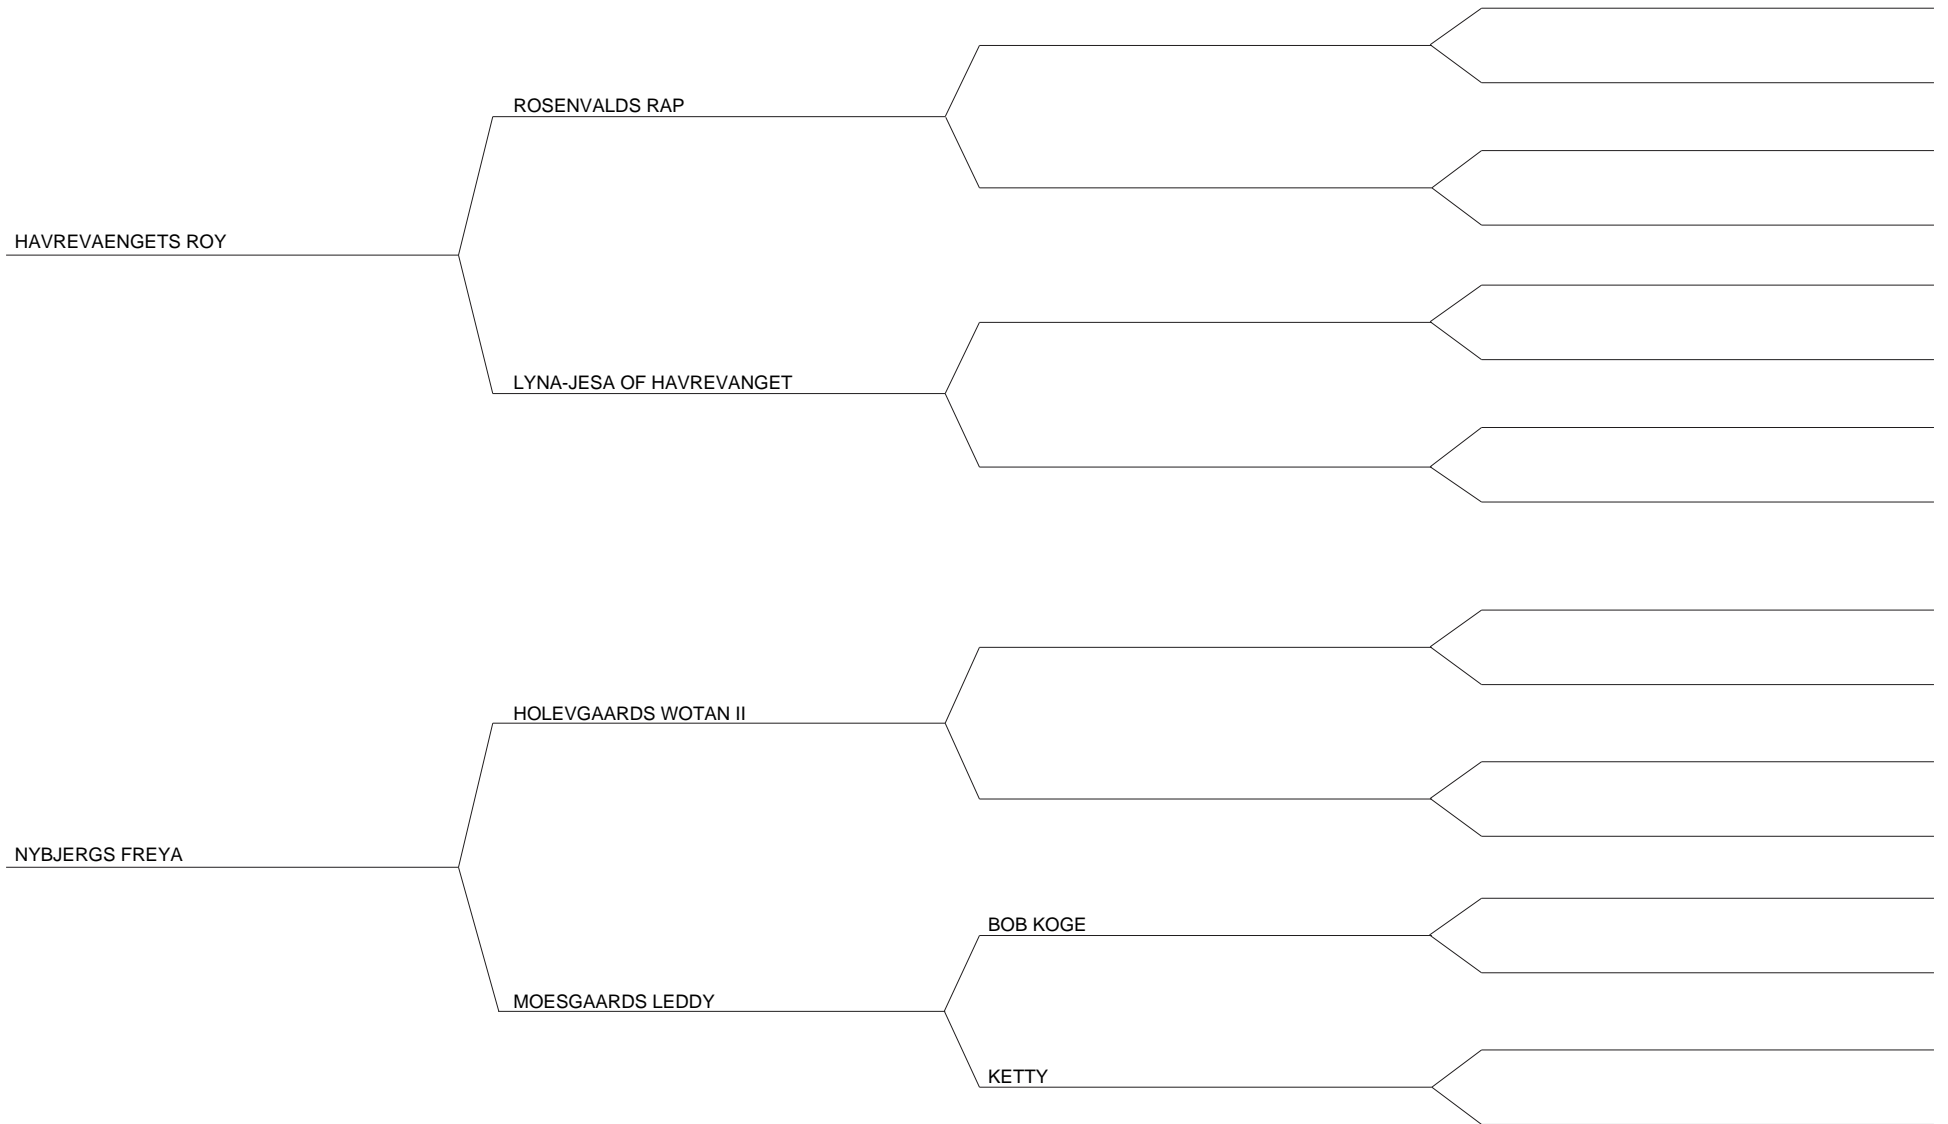 ROSENVALDS RAP
HAVREVAENGETS ROY
LYNA-JESA OF HAVREVANGET
HOLEVGAARDS WOTAN II
NYBJERGS FREYA
BOB KOGE
MOESGAARDS LEDDY
KETTY